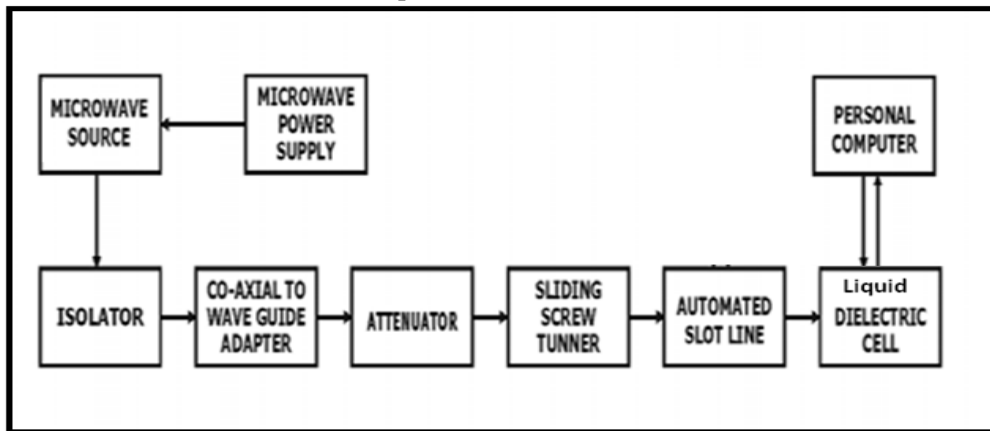 MICROWAVE
SOURCE
MICROWAVE
POWER
SUPPLY
PERSONAL
COMPUTER
ISOLATOR
CO-AXIAL TO
WAVE GUIDE
ADAPTER
ATTENUATOR
SLIDING
SCREW
TUNNER
AUTOMATED
SLOT LINE
Liquid
DIELECTRIC
CELL